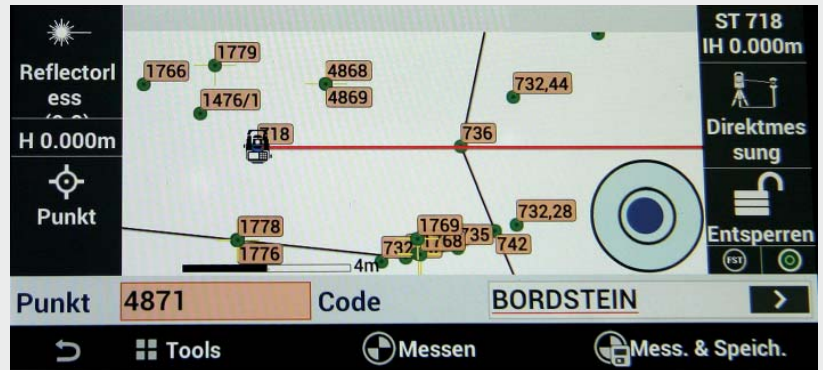 Reflectorl
ess
H 0.000m
Punkt
1766
1779
1476/1
4868
4869
718
732,44
736
1778
1776
732
1769
1768
735
742
732,28
4m
ST 718
IH 0.000m
Direktmes
sung
Entsperren
FST
Punkt
4871
Code
BORDSTEIN
Tools
Messen
Mess. & Speich.